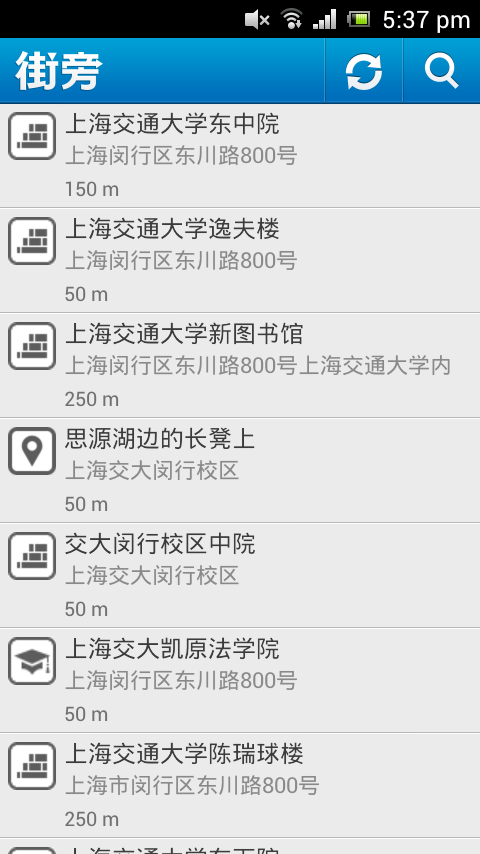 5:37 pm
街旁
上海交通大学东中院
上海闵行区东川路800号
150 m
上海交通大学逸夫楼
上海闵行区东川路800号
50 m
上海交通大学新图书馆
上海闵行区东川路800号上海交通大学内
250 m
思源湖边的长凳上
上海交大闵行校区
50 m
交大闵行校区中院
上海交大闵行校区
50 m
上海交大凯原法学院
上海闵行区东川路800号
50 m
上海交通大学陈瑞球楼
上海市闵行区东川路800号
250 m